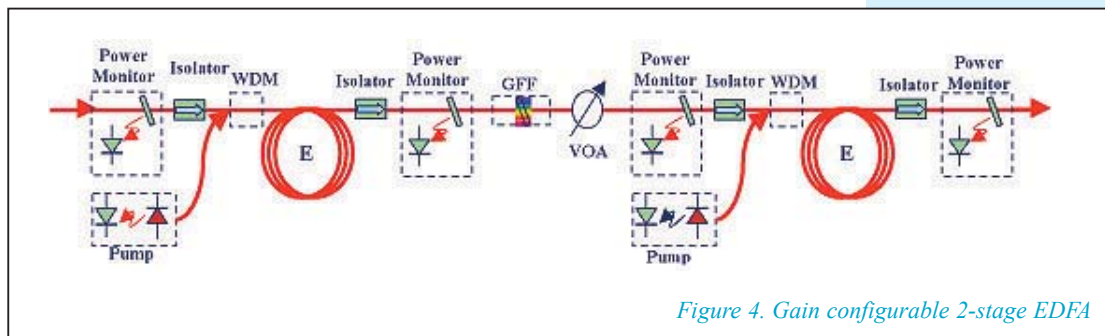 Power
Monitor
Isolator
WDM
Isolator
Power
Monitor
GFF
Power
Monitor
Isolator
WDM
Isolator
Power
Monitor
E
VOA
E
Pump
Pump
Figure 4. Gain configurable 2-stage EDFA